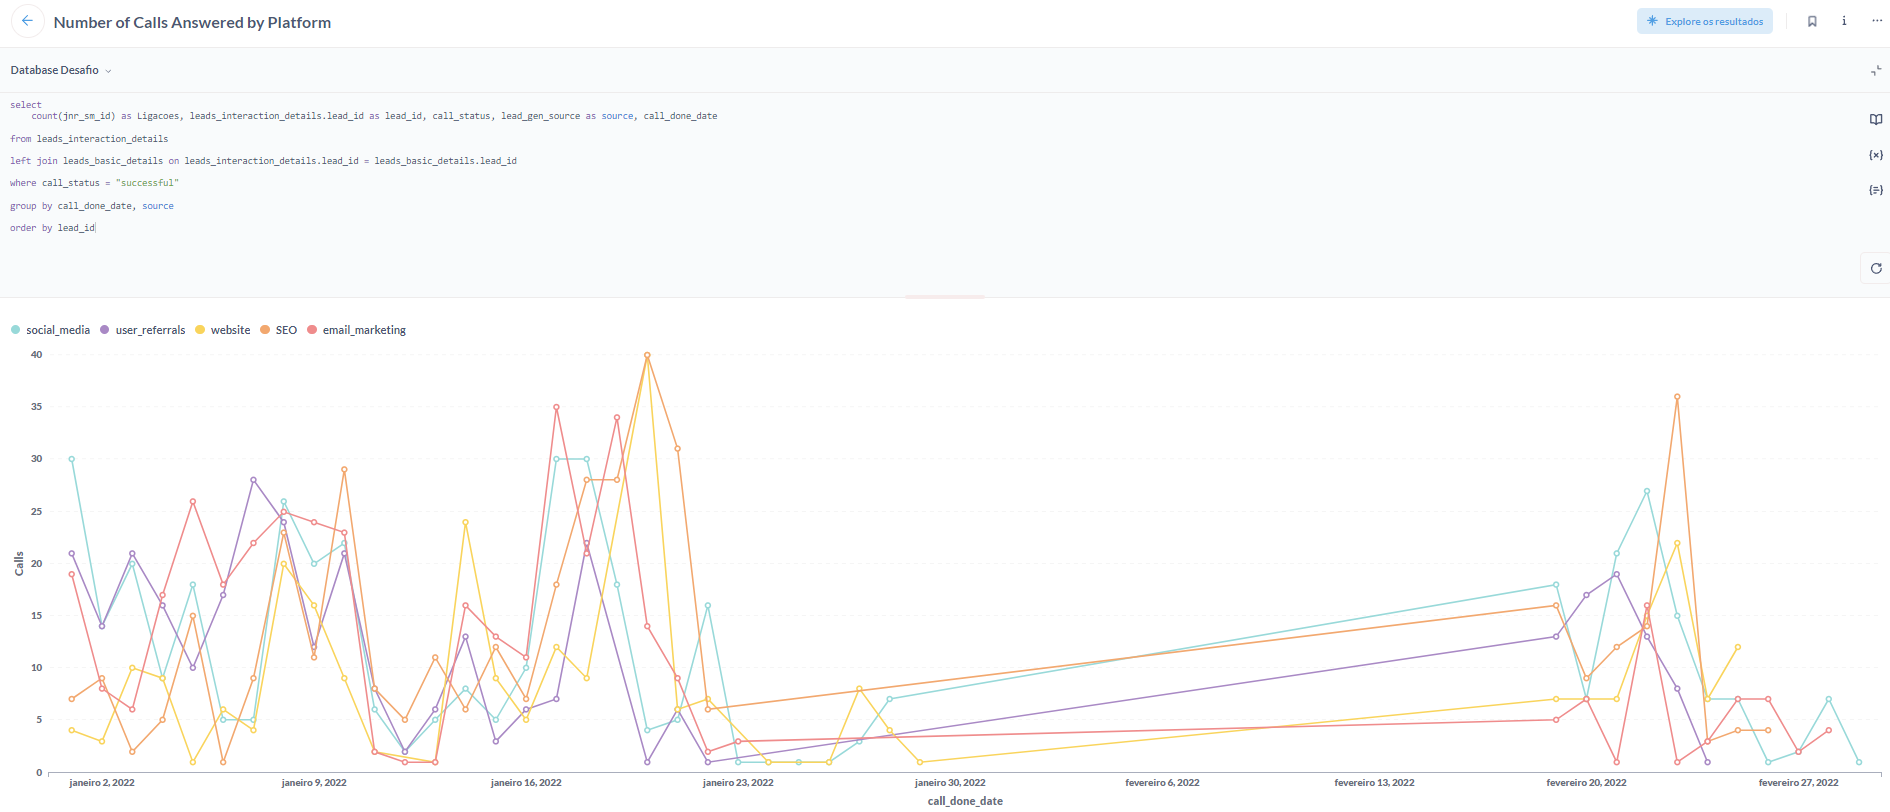 Number of Calls Answered by Platform
Explore os resultados
Database Desafio
select
count(jnr_sm_id) as Ligacoes, leads_interaction_details.lead_id as lead_id, call_status, lead_gen_source as source, call_done_date
from leads_interaction_details
left join leads_basic_details on leads_interaction_details.lead_id = leads_basic_details.lead_id
where call_status = "successful"
group by call_done_date, source
order by lead_id
social_media user_referrals website SEO email_marketing
40
35
30
25
20
15
10
5
0
Calls
janeiro 2, 2022 janeiro 9, 2022 janeiro 16, 2022 janeiro 23, 2022 janeiro 30, 2022 fevereiro 6, 2022 fevereiro 13, 2022 fevereiro 20, 2022 fevereiro 27, 2022
call_done_date